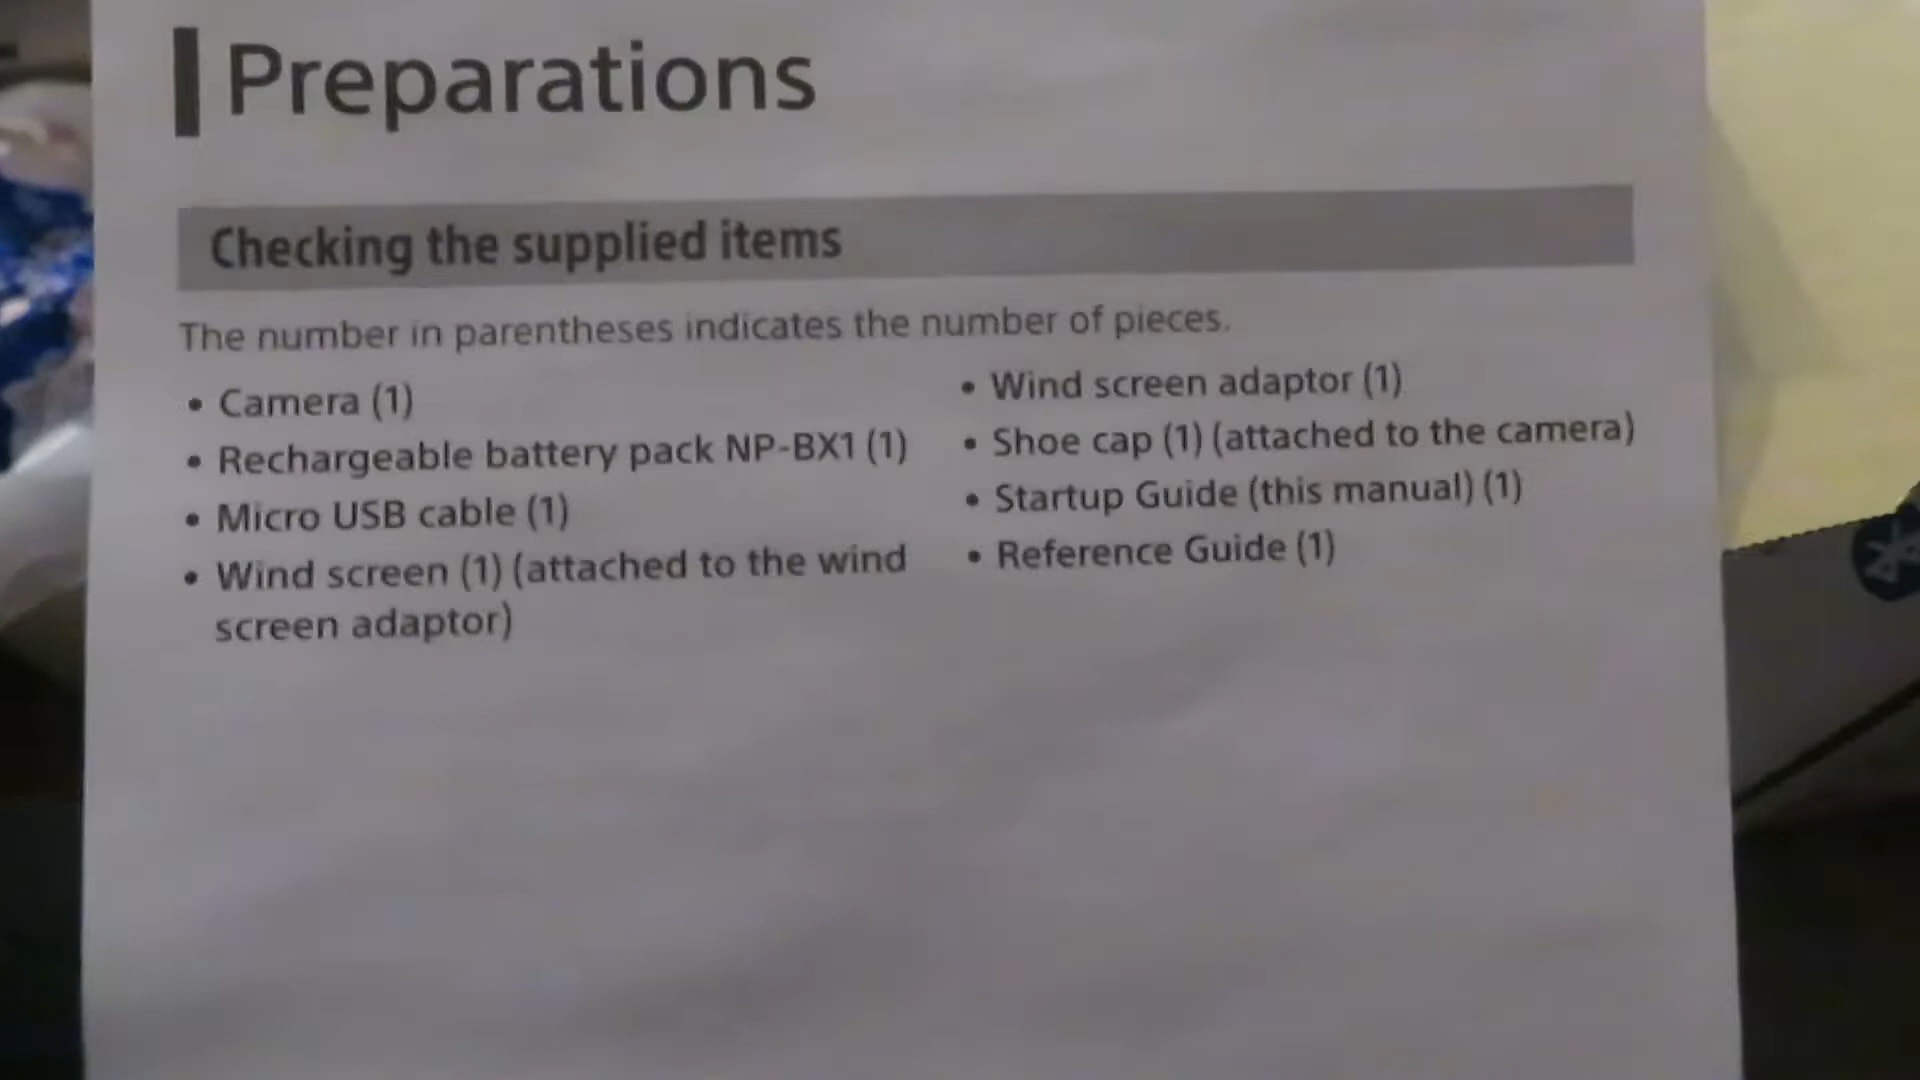 Preparations
Checking the supplied items
The number in parentheses indicates the number of pieces.
• Camera (1)
• Rechargeable battery pack NP-BX1 (1)
• Micro USB cable (1)
• Wind screen (1) (attached to the wind
screen adaptor)
• Wind screen adaptor (1)
• Shoe cap (1) (attached to the camera)
• Startup Guide (this manual) (1)
• Reference Guide (1)